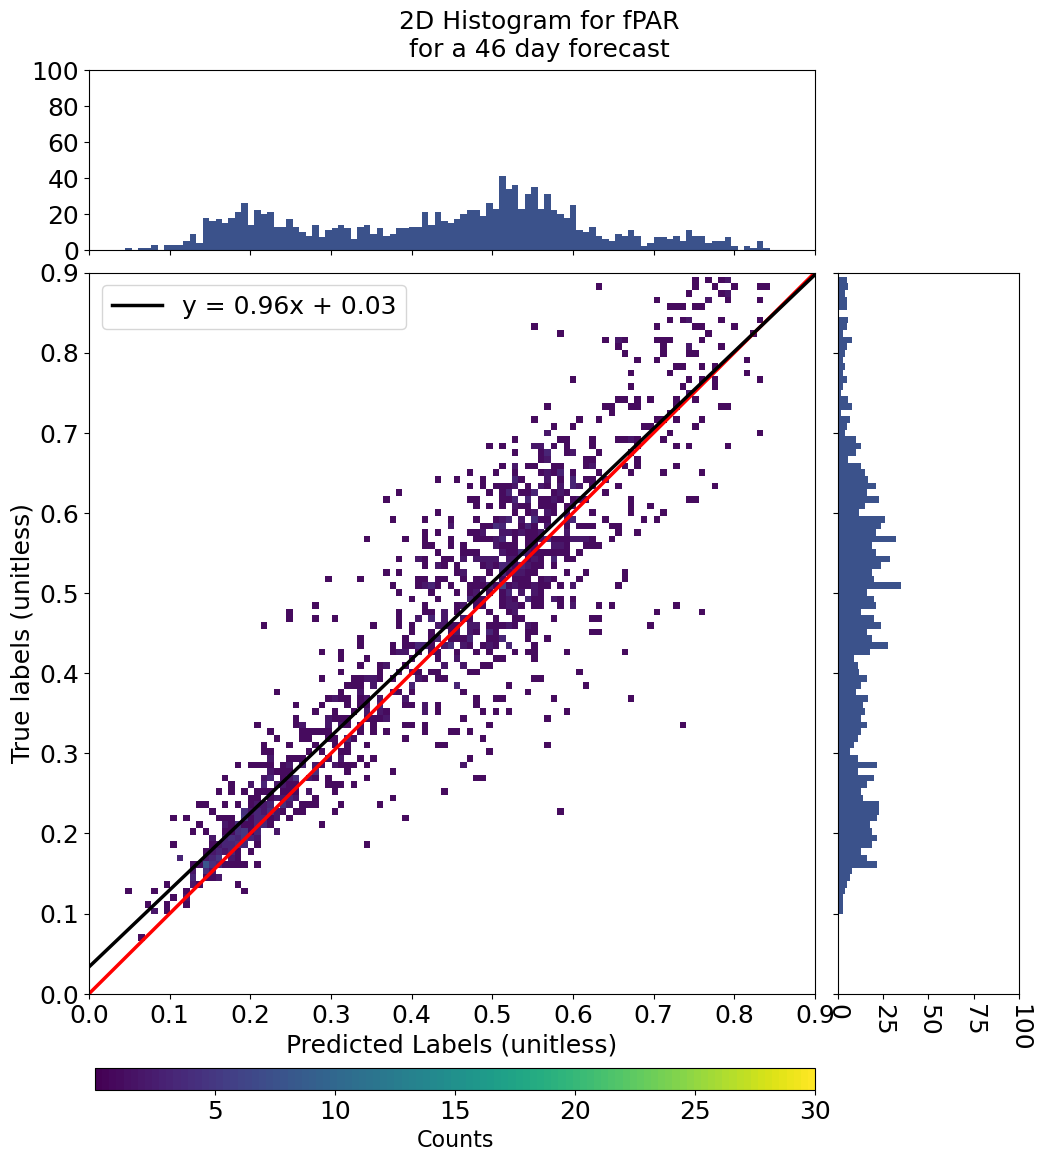 2D Histogram for fPAR
for a 46 day forecast
100
80
60
40
20
0
0.9
0.8
0.7
0.6
0.5
0.4
0.3
0.2
0.1
0.0
True labels (unitless)
y = 0.96x + 0.03
0.0 0.1 0.2 0.3 0.4 0.5 0.6 0.7 0.8 0.9
Predicted Labels (unitless)
0 25 50 75 100
5 10 15 20 25 30
Counts